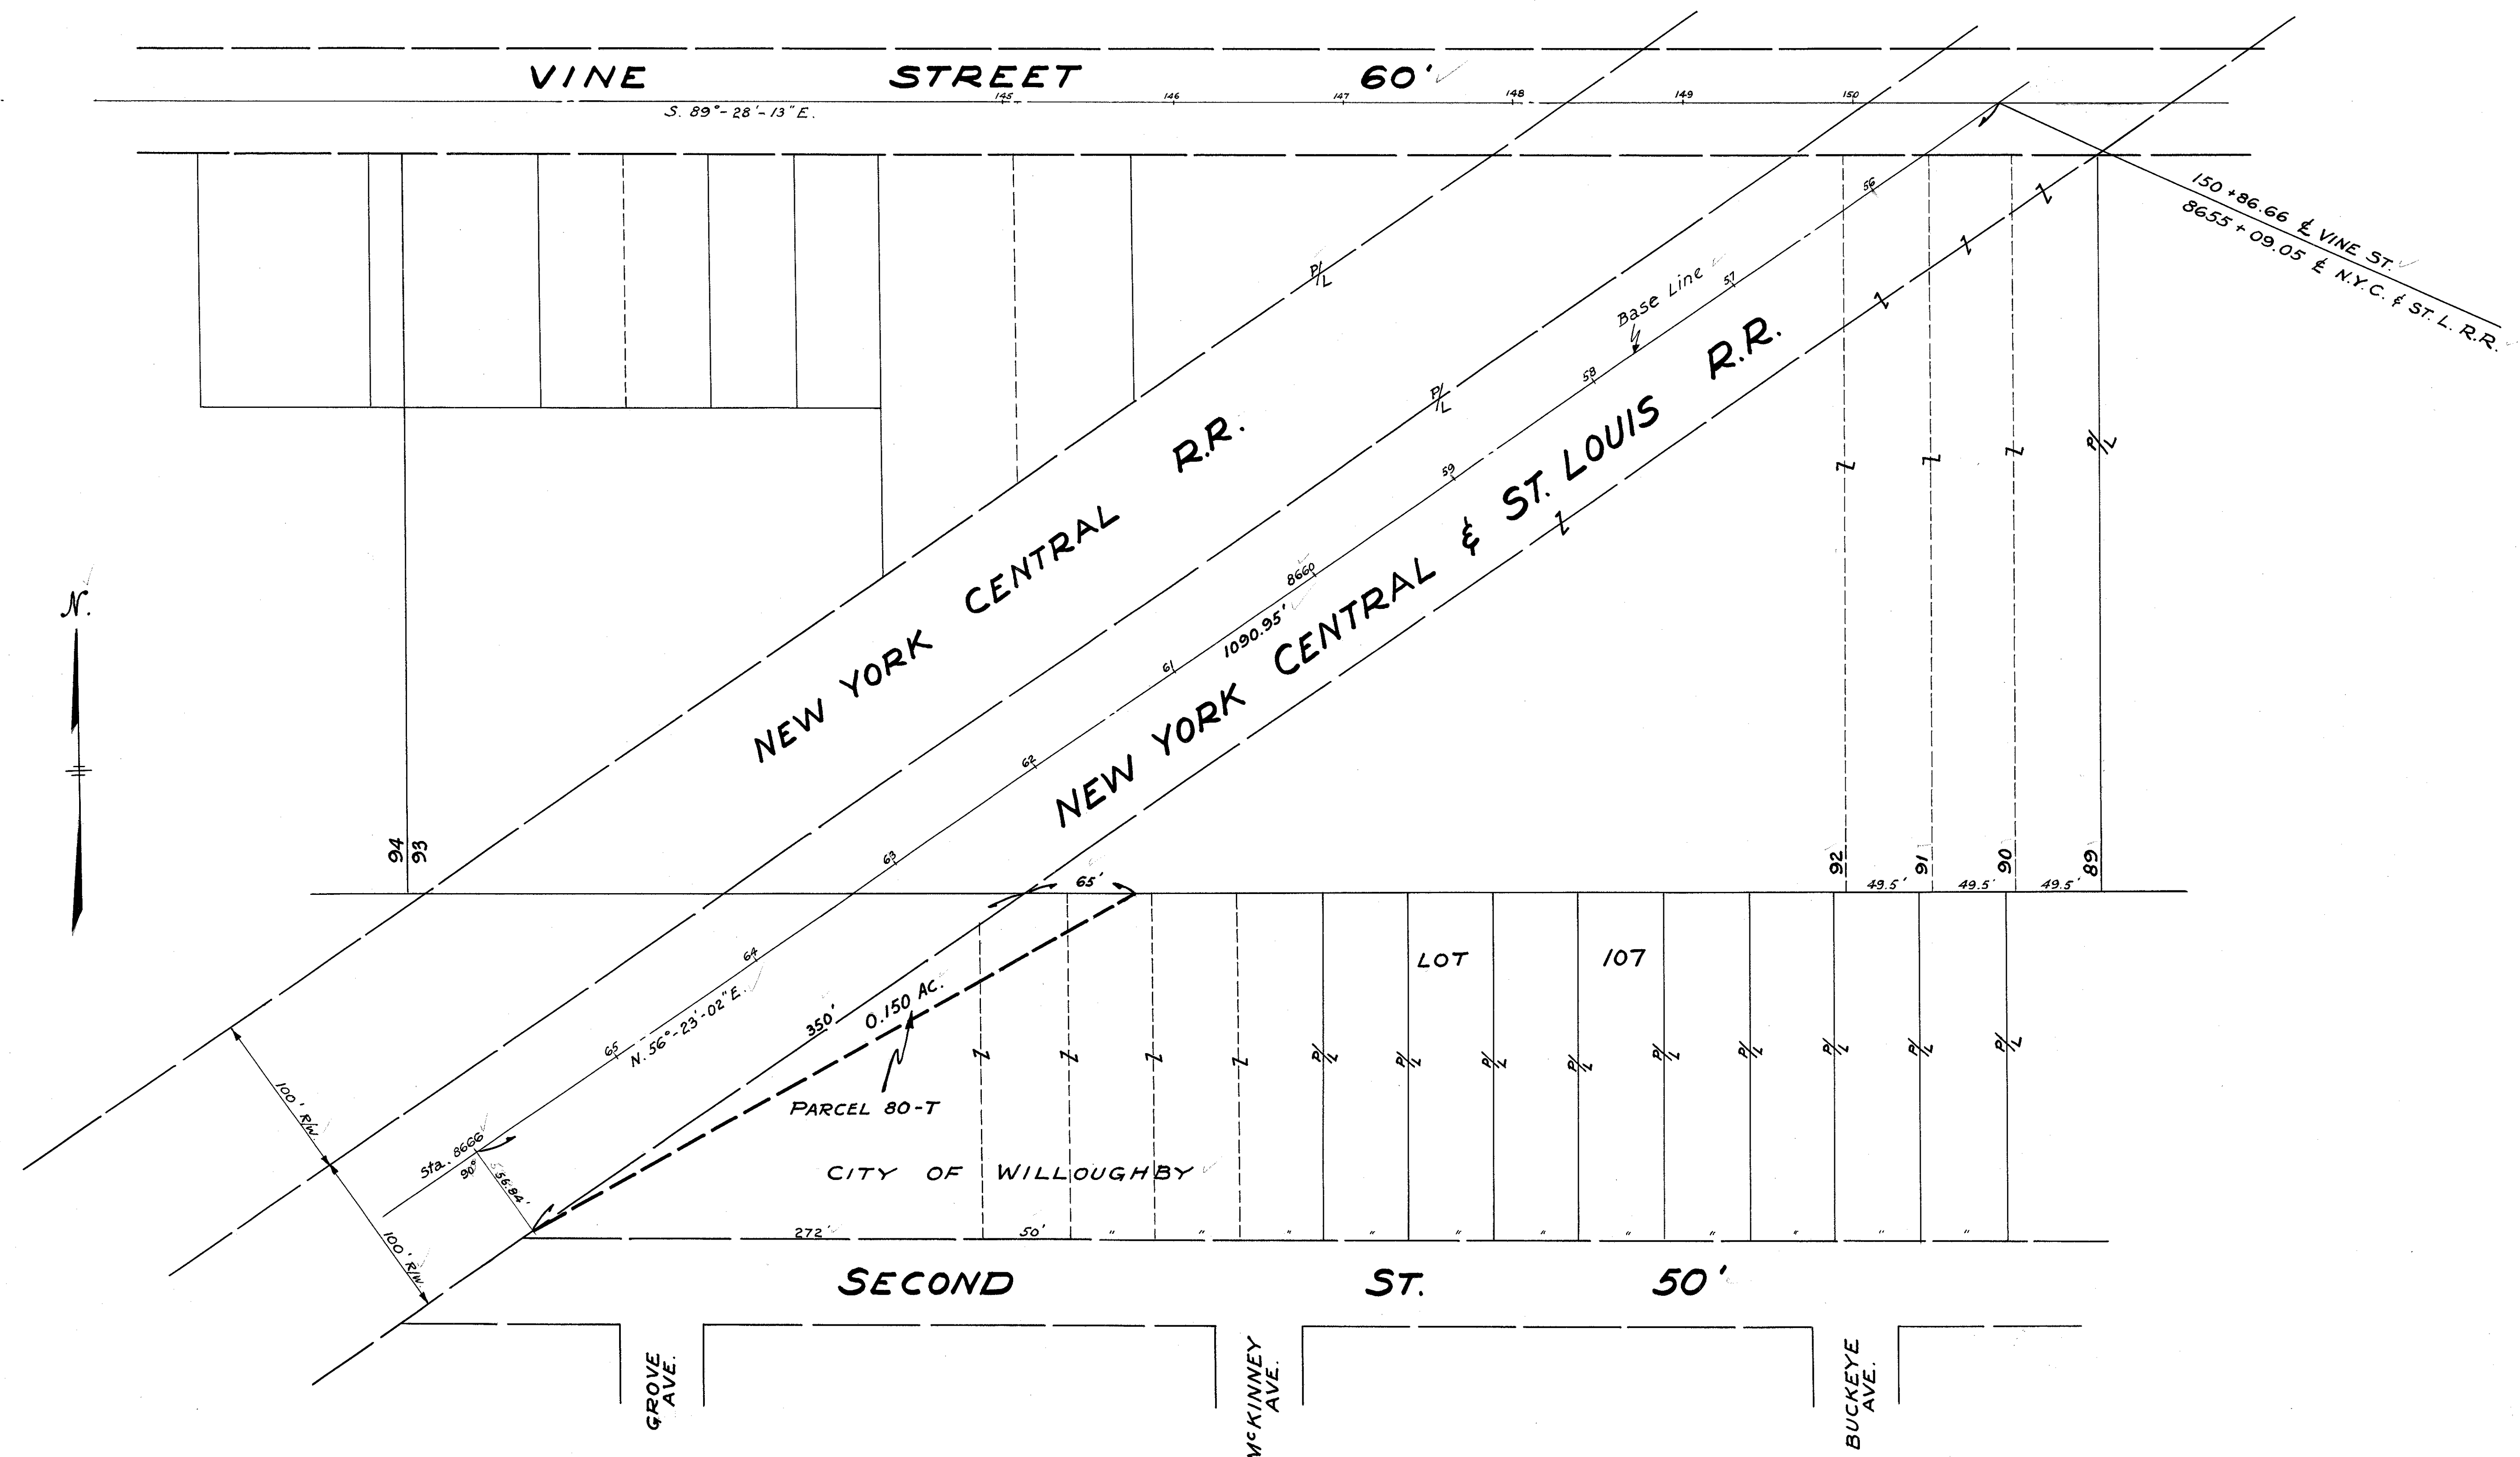 VINE STREET 60'
145 146 147 148 149 150
S. 89°- 28'- 13" E.
150 + 86.66 ℄ VINE ST.
8655 + 09.05 ℄ N.Y.C. & ST. L. R.R.
56
57
Base Line
58
59
8660
1090.95'
61
62
63
64
65
N. 56°- 23'- 02" E.
P/L
P/L
P/L
NEW YORK CENTRAL R.R.
NEW YORK CENTRAL & ST. LOUIS R.R.
N.
94
93
92
91
90
89
49.5' 49.5' 49.5'
65'
LOT 107
350'
0.150 AC.
PARCEL 80-T
P/L P/L P/L P/L P/L P/L P/L P/L P/L
100' R/W.
100' R/W.
Sta. 8666
90°
56.84'
CITY OF WILLOUGHBY
272' 50' " " " " " " " " " " "
SECOND ST. 50'
GROVE
AVE.
McKINNEY
AVE.
BUCKEYE
AVE.